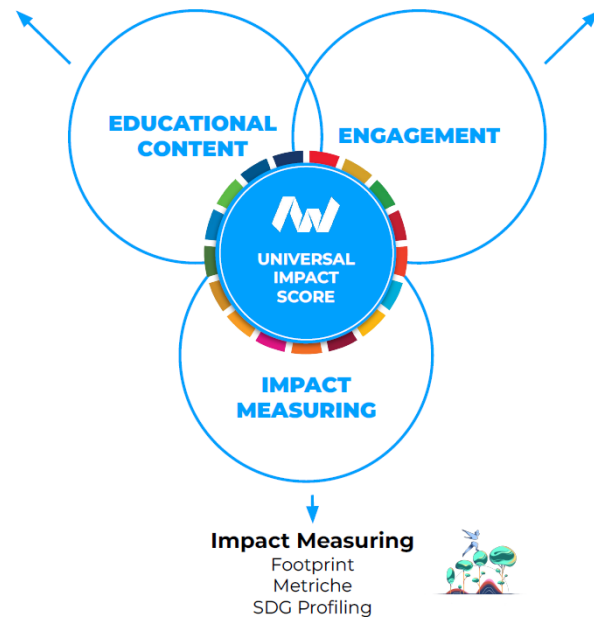 EDUCATIONAL
CONTENT
ENGAGEMENT
UNIVERSAL
IMPACT
SCORE
IMPACT
MEASURING
Impact Measuring
Footprint
Metriche
SDG Profiling